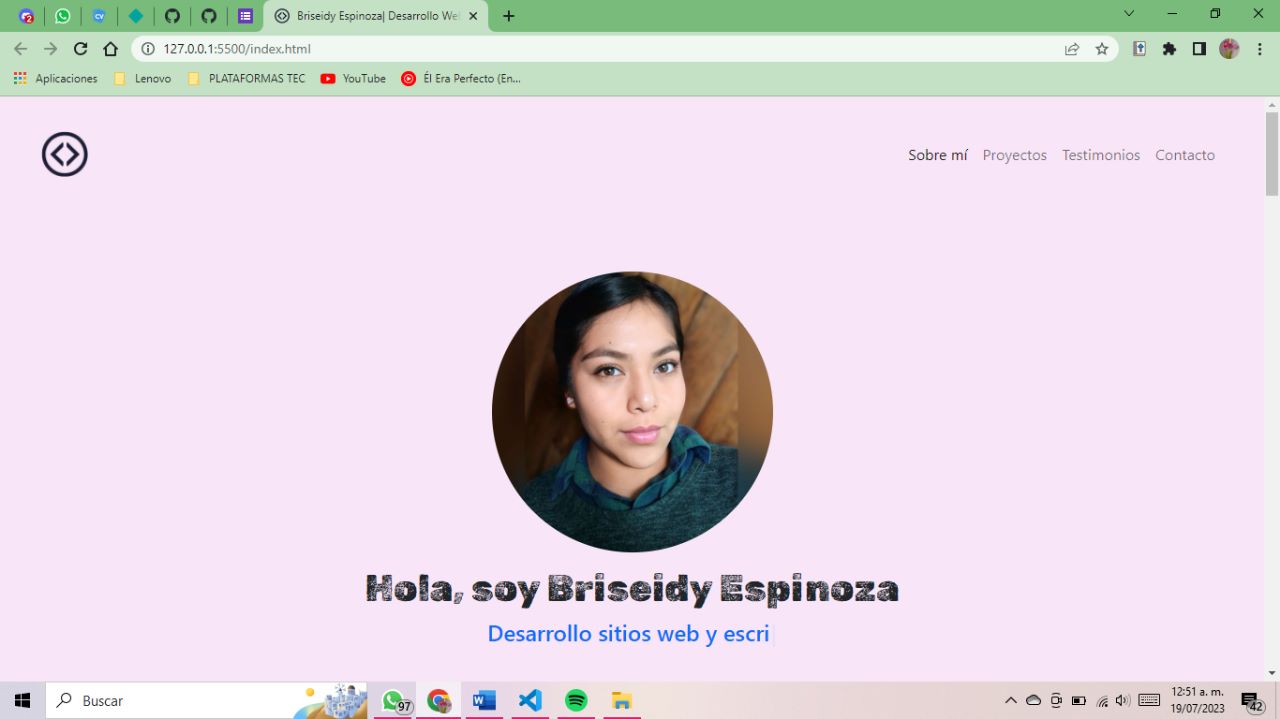 2
CV
Briseidy Espinoza| Desarrollo We
127.0.0.1:5500/index.html
Aplicaciones
Lenovo
PLATAFORMAS TEC
YouTube
Él Era Perfecto (En...
Sobre mí
Proyectos
Testimonios
Contacto
Hola, soy Briseidy Espinoza
Desarrollo sitios web y escri
Buscar
97
12:51 a. m.
19/07/2023
42